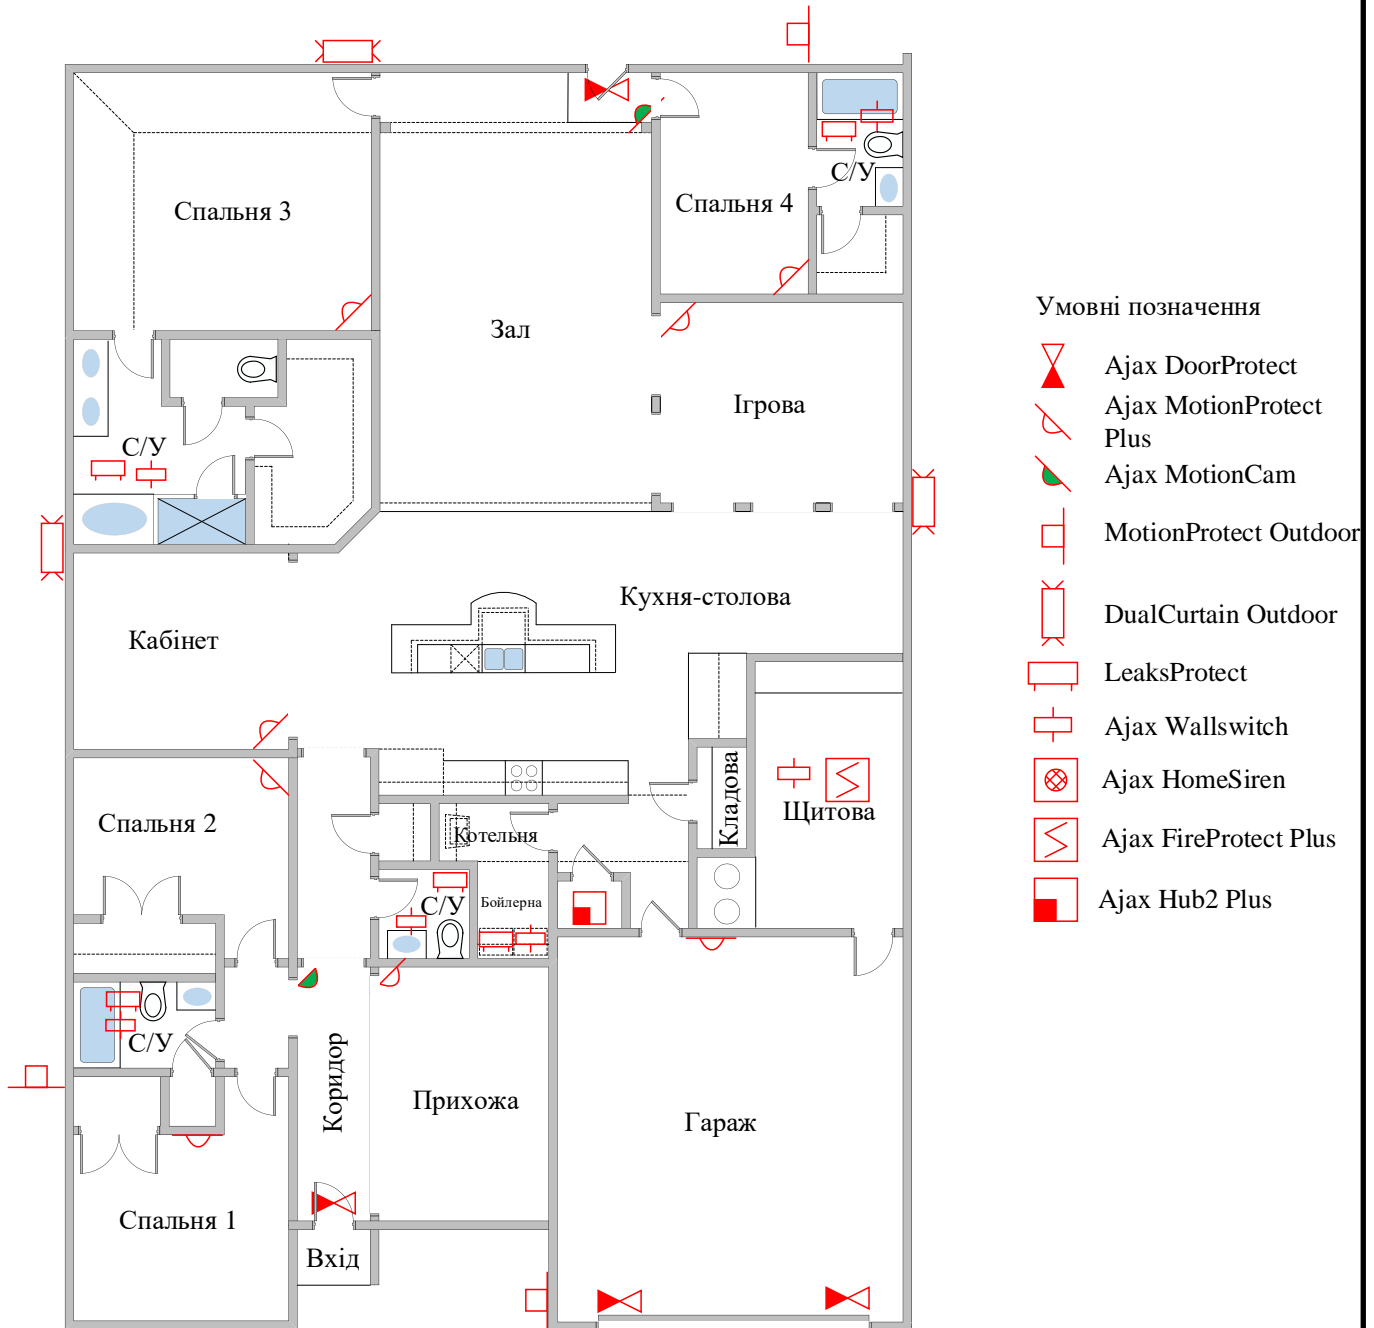 С/У
Спальня 3
Спальня 4
Умовні позначення
Зал
Ajax DoorProtect
Ігрова
Ajax MotionProtect
Plus
С/У
Ajax MotionCam
MotionProtect Outdoor
Кухня-столова
DualCurtain Outdoor
Кабінет
LeaksProtect
Ajax Wallswitch
Ajax HomeSiren
Кладова
Щитова
Спальня 2
Котельня
Ajax FireProtect Plus
С/У
Бойлерна
Ajax Hub2 Plus
С/У
Коридор
Прихожа
Гараж
Спальня 1
Вхід